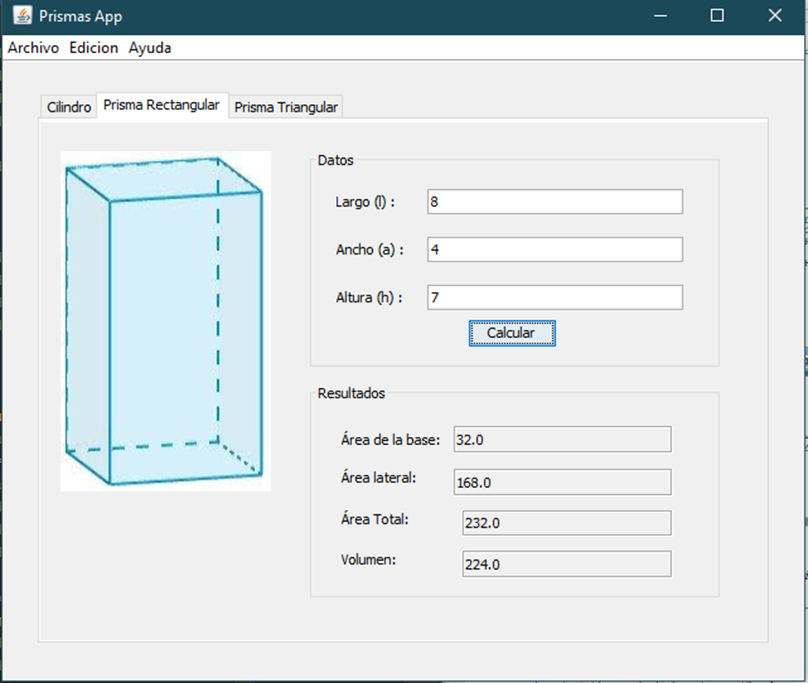 Prismas App
Archivo Edicion Ayuda
Cilindro Prisma Rectangular Prisma Triangular
Datos
Largo (l) : 8
Ancho (a) : 4
Altura (h) : 7
Calcular
Resultados
Área de la base: 32.0
Área lateral: 168.0
Área Total: 232.0
Volumen: 224.0